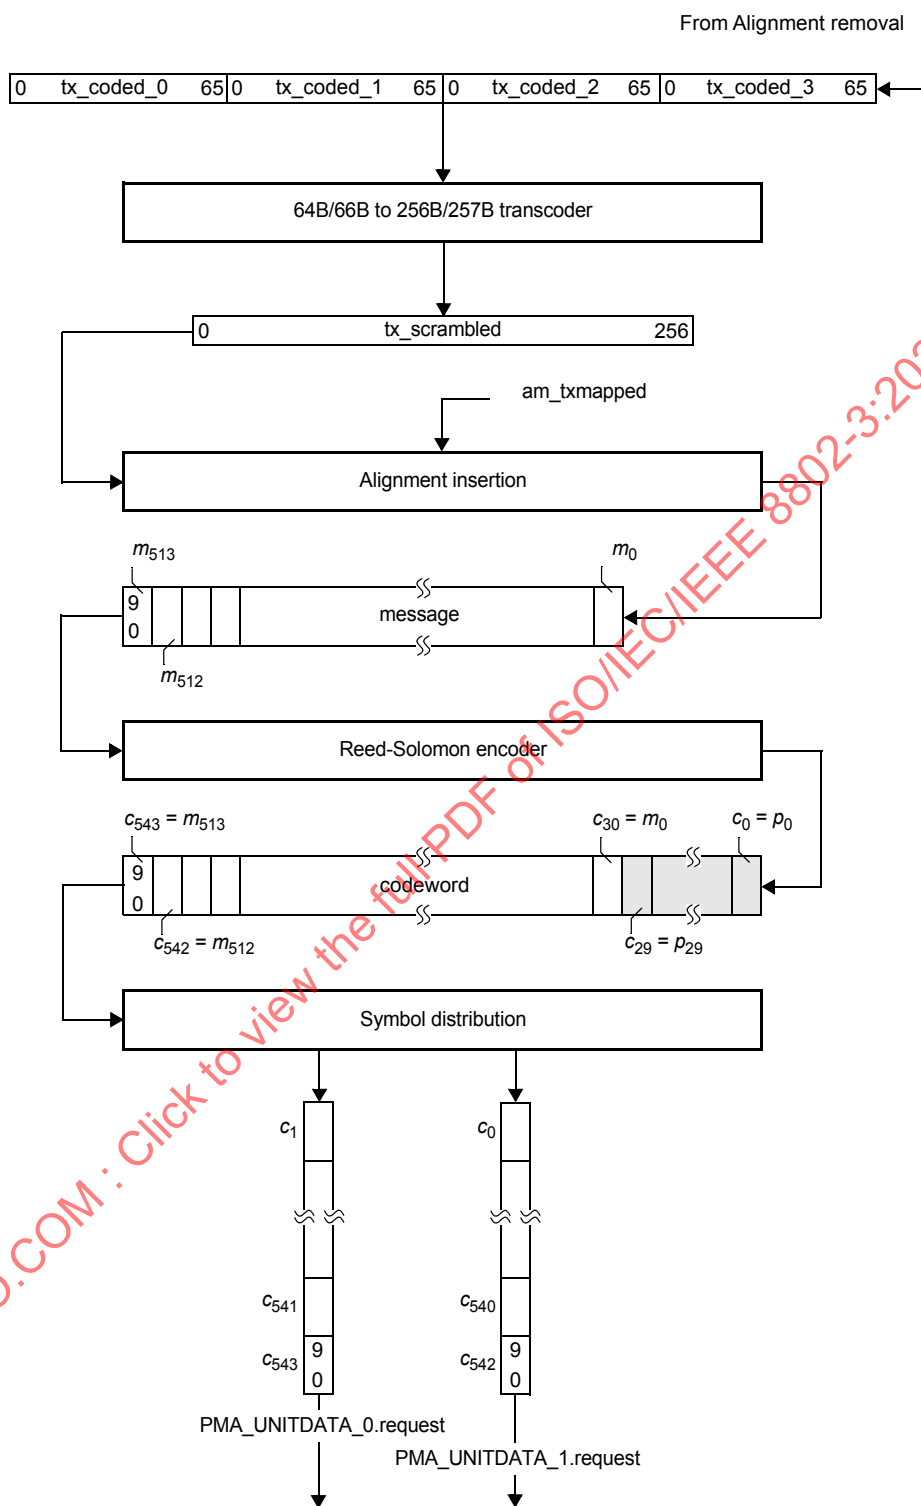 From Alignment removal
0 tx_coded_0 65 0 tx_coded_1 65 0 tx_coded_2 65 0 tx_coded_3 65
64B/66B to 256B/257B transcoder
0 tx_scrambled 256
am_txmapped
Alignment insertion
m513 m0
9
message
0
m512
Reed-Solomon encoder
c543 = m513 c30 = m0 c0 = p0
9
codeword
0
c542 = m512 c29 = p29
Symbol distribution
c1 c0
c541 c540
c543 9 c542 9
0 0
PMA_UNITDATA_0.request
PMA_UNITDATA_1.request
.COM : Click to view the full PDF of ISO/IEC/IEEE 8802-3:202